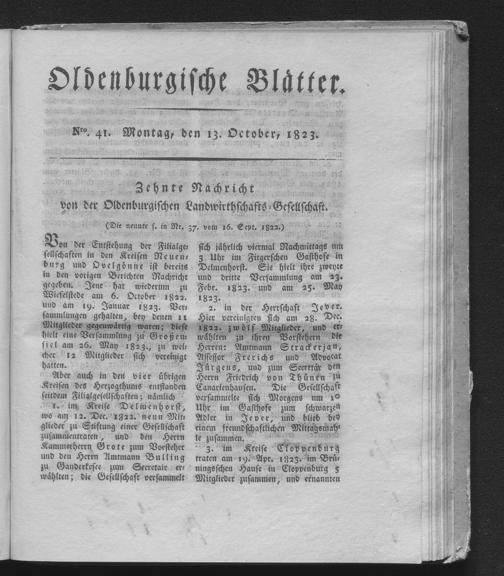 Oldenburgische Blätter.
Nro. 41. Montag, den 13. October, 1823.
Zehnte Nachricht
von der Oldenburgischen Landwirthschafts-Gesellschaft.
(Die neunte s. in Nr. 37. vom 16. Sept. 1822.)
Von der Entstehung der Filialge-
sellschaften in den Kreisen Neuen-
burg und Ovelgönne ist bereits
in den vorigen Berichten Nachricht
gegeben. Jene hat wiederum zu
Wiefelstede am 6. October 1822.
und am 19. Januar 1823. Ver-
sammlungen gehalten, bey denen 11
Mitglieder gegenwärtig waren; diese
hielt eine Versammlung zu Großen-
siel am 26. May 1823., zu wel-
cher 12 Mitglieder sich vereinigt
hatten.
Aber auch in den vier übrigen
Kreisen des Herzogthums entstanden
seitdem Filialgesellschaften; nämlich
1. im Kreise Delmenhorst,
wo am 12. Dec. 1822. neun Mit-
glieder zu Stiftung einer Gesellschaft
zusammentraten, und den Herrn
Kammerherrn Grote zum Vorsteher
und den Herrn Amtmann Bulling
zu Ganderkesee zum Secretair er-
wählten; die Gesellschaft versammelt
sich jährlich viermal Nachmittags um
3 Uhr im Fitgerschen Gasthofe in
Delmenhorst. Sie hielt ihre zweyte
und dritte Versammlung am 23.
Febr. 1823. und am 25. May
1823.
2. in der Herrschaft Jever.
Hier vereinigten sich am 28. Dec.
1822. zwölf Mitglieder, und er-
wählten zu ihren Vorstehern die
Herren: Amtmann Strackerjan,
Assessor Frerichs und Advocat
Jürgens, und zum Secretär den
Herrn Friedrich von Thünen zu
Canarienhausen. Die Gesellschaft
versammelte sich Morgens um 10
Uhr im Gasthofe zum schwarzen
Adler in Jever, und blieb bey
einem freundschaftlichen Mittagsmah-
le zusammen.
3. im Kreise Cloppenburg
traten am 19. Apr. 1823. im Brü-
ningschen Hause in Cloppenburg 5
Mitglieder zusammen, und ernannten